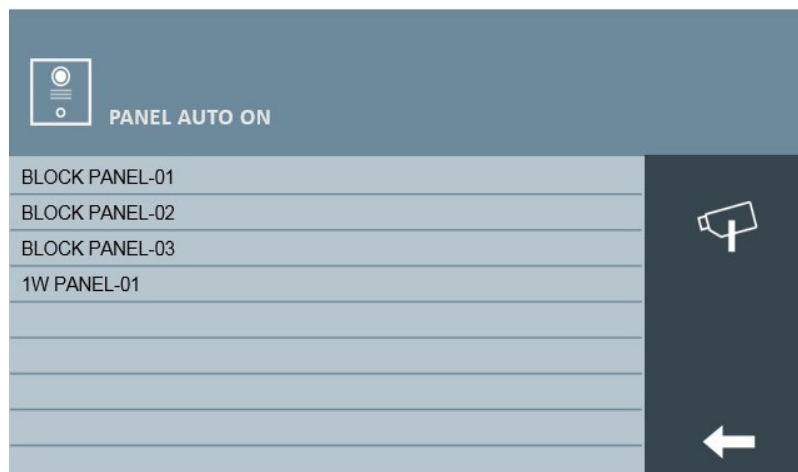 PANEL AUTO ON
BLOCK PANEL-01
BLOCK PANEL-02
BLOCK PANEL-03
1W PANEL-01